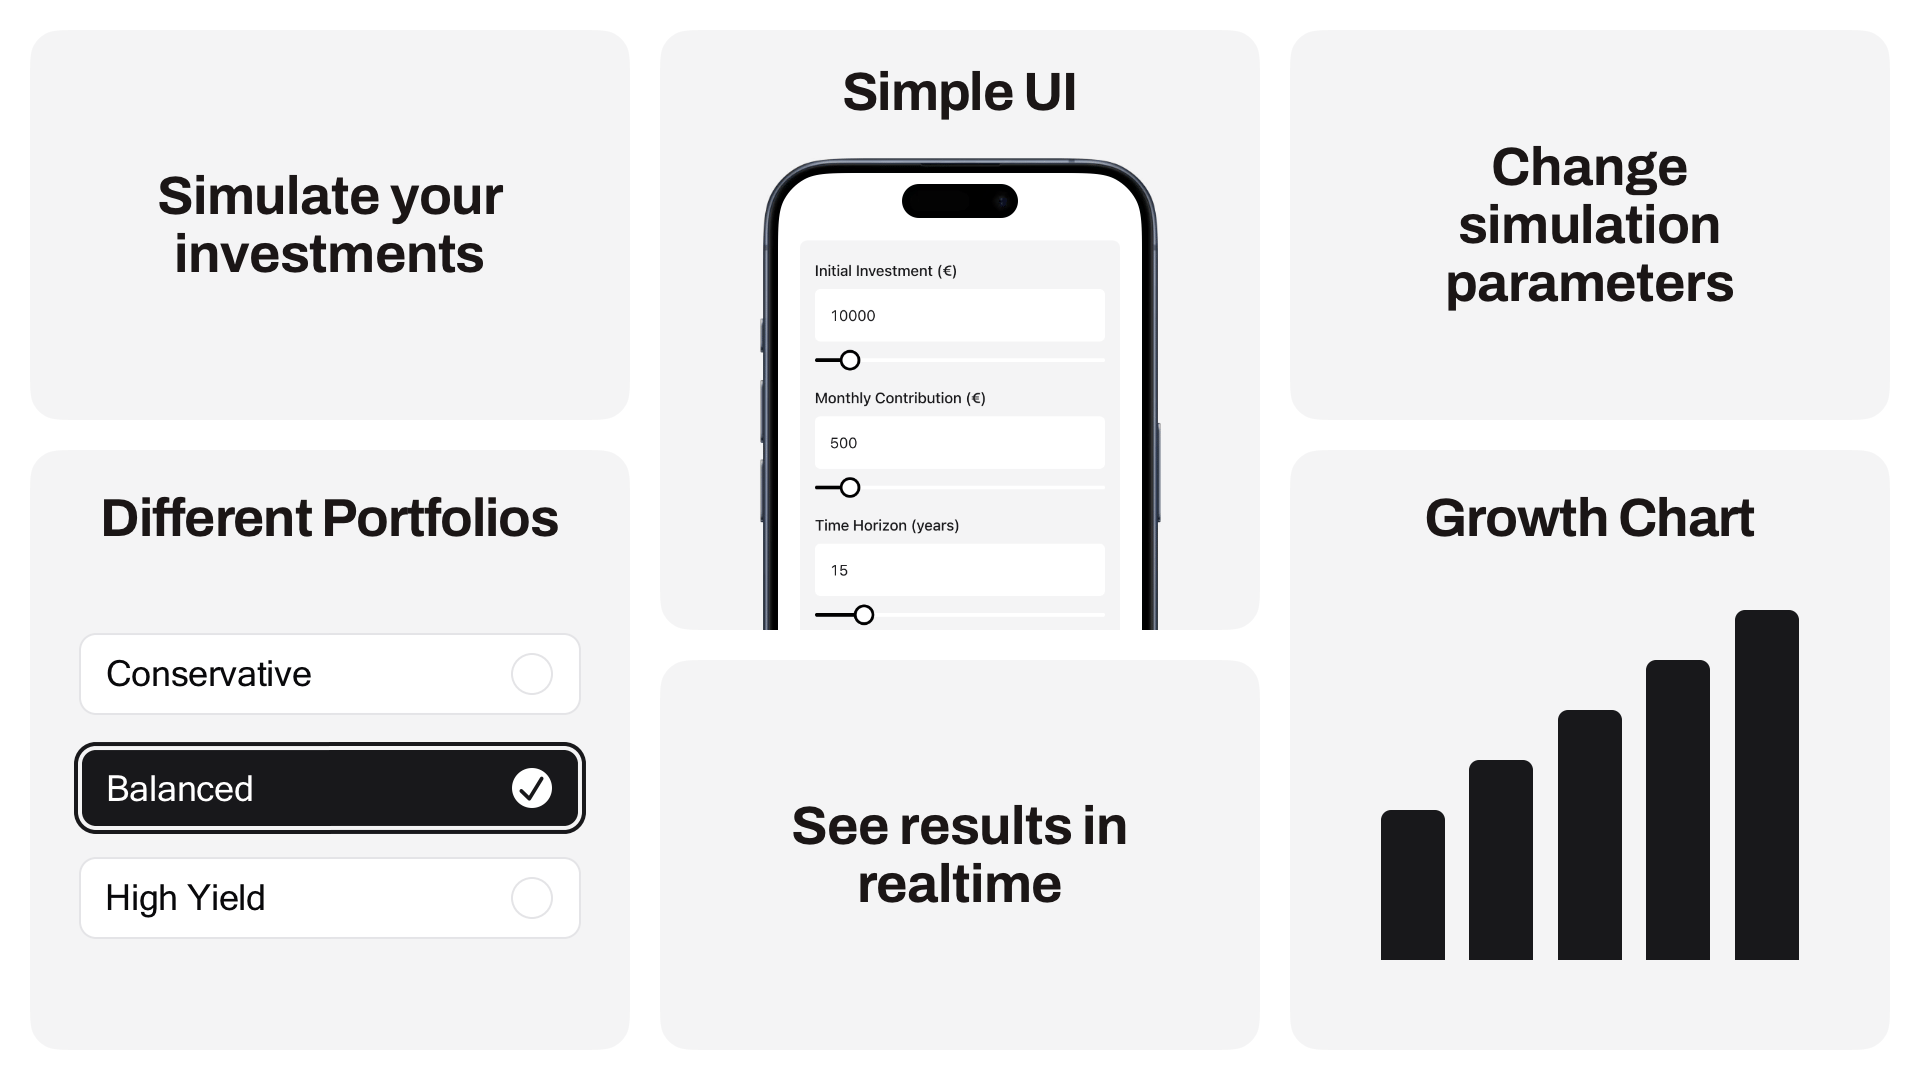 Simulate your
investments
Simple UI
Initial Investment (€)
10000
Monthly Contribution (€)
500
Time Horizon (years)
15
Change
simulation
parameters
Different Portfolios
Conservative
Balanced
High Yield
See results in
realtime
Growth Chart